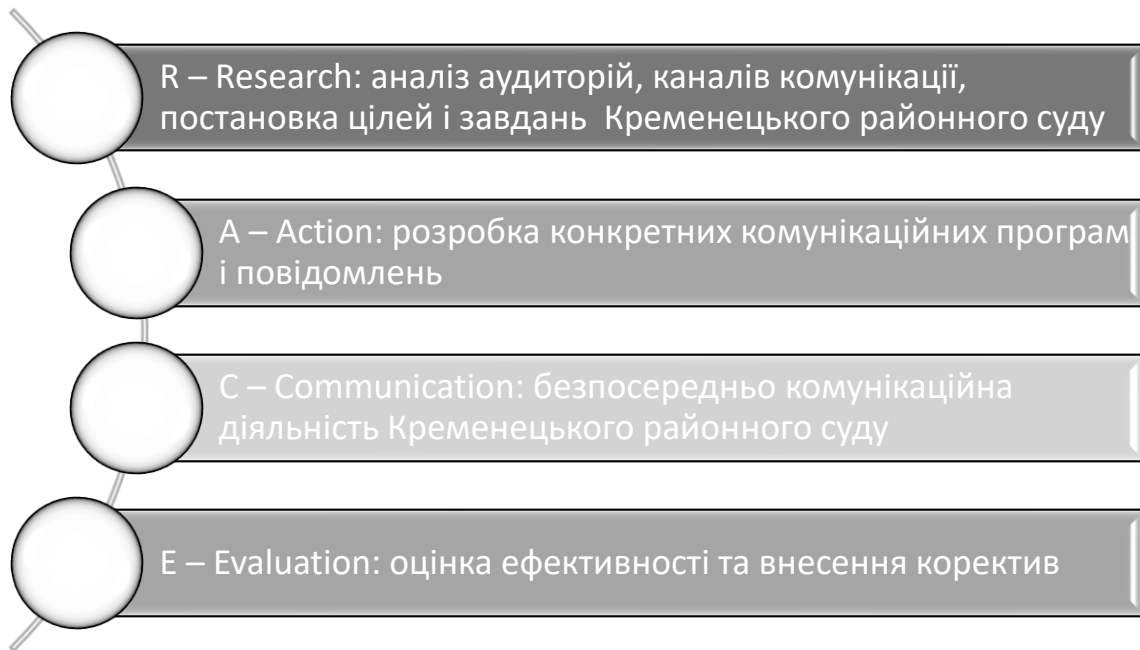 R – Research: аналіз аудиторій, каналів комунікації,
постановка цілей і завдань  Кременецького районного суду
A – Action: розробка конкретних комунікаційних програм
і повідомлень
C – Communication: безпосередньо комунікаційна
діяльність Кременецького районного суду
E – Evaluation: оцінка ефективності та внесення коректив